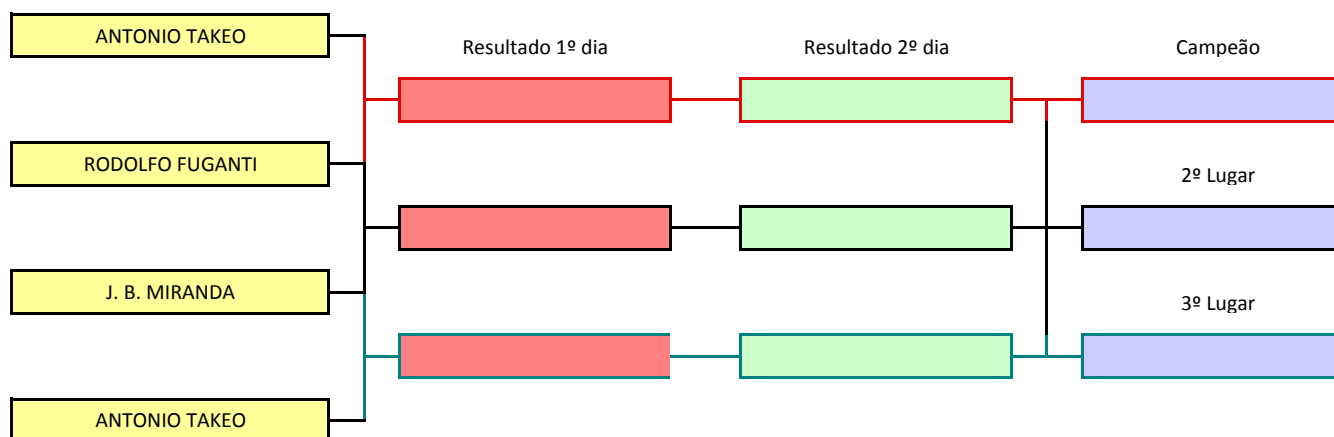 ANTONIO TAKEO
Resultado 1º dia
Resultado 2º dia
Campeão
RODOLFO FUGANTI
2º Lugar
J. B. MIRANDA
3º Lugar
ANTONIO TAKEO